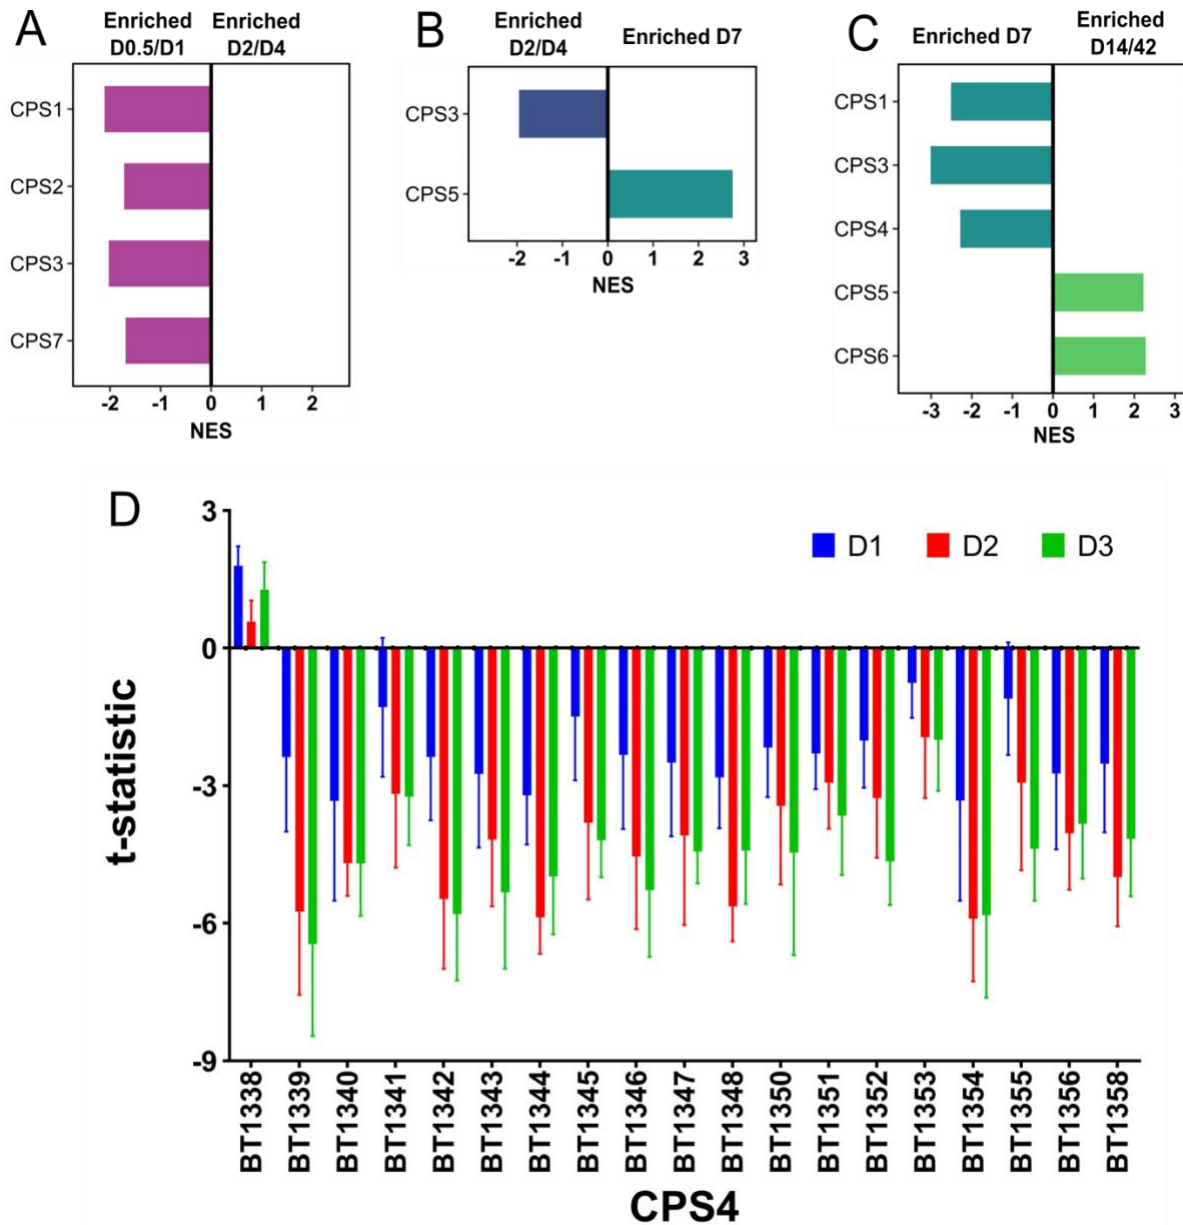 A
Enriched D0.5/D1
Enriched D2/D4
CPS1
CPS2
CPS3
CPS7
-2 -1 0 1 2
NES
B
Enriched D2/D4
Enriched D7
CPS3
CPS5
-2 -1 0 1 2 3
NES
C
Enriched D7
Enriched D14/42
CPS1
CPS3
CPS4
CPS5
CPS6
-3 -2 -1 0 1 2 3
NES
D
D1 D2 D3
t-statistic
3
0
-3
-6
-9
BT1338 BT1339 BT1340 BT1341 BT1342 BT1343 BT1344 BT1345 BT1346 BT1347 BT1348 BT1350 BT1351 BT1352 BT1353 BT1354 BT1355 BT1356 BT1358
CPS4